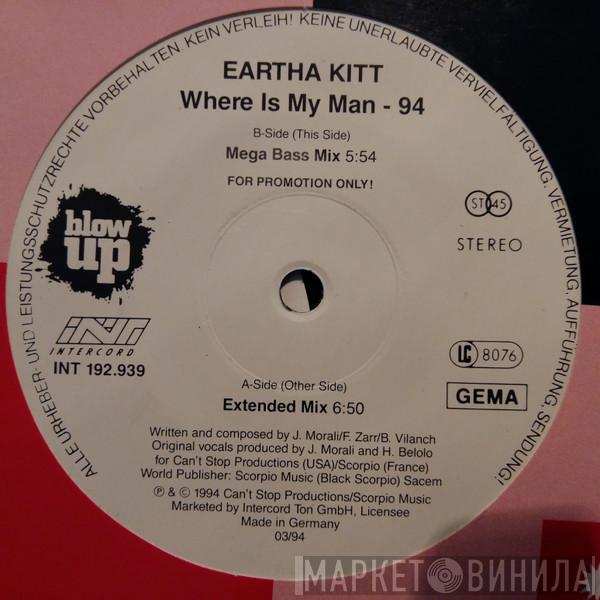 ALLE URHEBER- UND LEISTUNGSSCHUTZRECHTE VORBEHALTEN. KEIN VERLEIH! KEINE UNERLAUBTE VERVIELFÄLTIGUNG, VERMIETUNG, AUFFÜHRUNG, SENDUNG!
EARTHA KITT
Where Is My Man - 94
B-Side (This Side)
Mega Bass Mix 5:54
FOR PROMOTION ONLY!
blow up
ST 45
STEREO
INT
INTERCORD
INT 192.939
LC 8076
GEMA
A-Side (Other Side)
Extended Mix 6:50
Written and composed by J. Morali/F. Zarr/B. Vilanch
Original vocals produced by J. Morali and H. Belolo
for Can't Stop Productions (USA)/Scorpio (France)
World Publisher: Scorpio Music (Black Scorpio) Sacem
℗ & © 1994 Can't Stop Productions/Scorpio Music
Marketed by Intercord Ton GmbH, Licensee
Made in Germany
03/94
МАРКЕТ ВИНИЛА